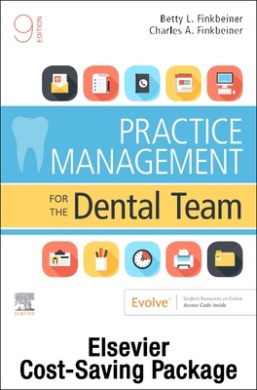 9
EDITION
Betty L. Finkbeiner
Charles A. Finkbeiner
PRACTICE
MANAGEMENT
FOR
THE
Dental Team
ELSEVIER
Evolve
Student Resources on Evolve
Access Code Inside
Elsevier
Cost-Saving Package